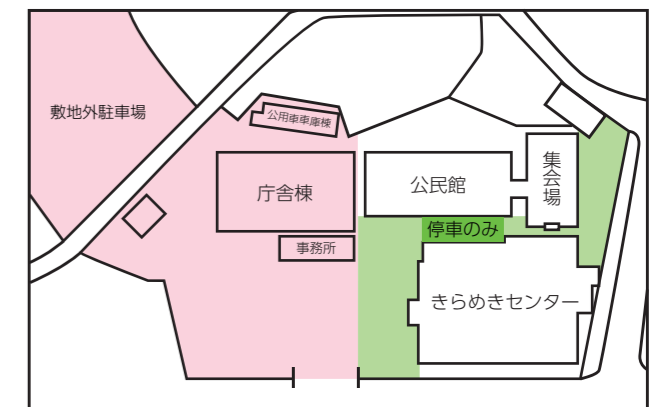 敷地外駐車場
公用車車庫棟
庁舎棟
公民館
集会場
停車のみ
事務所
きらめきセンター